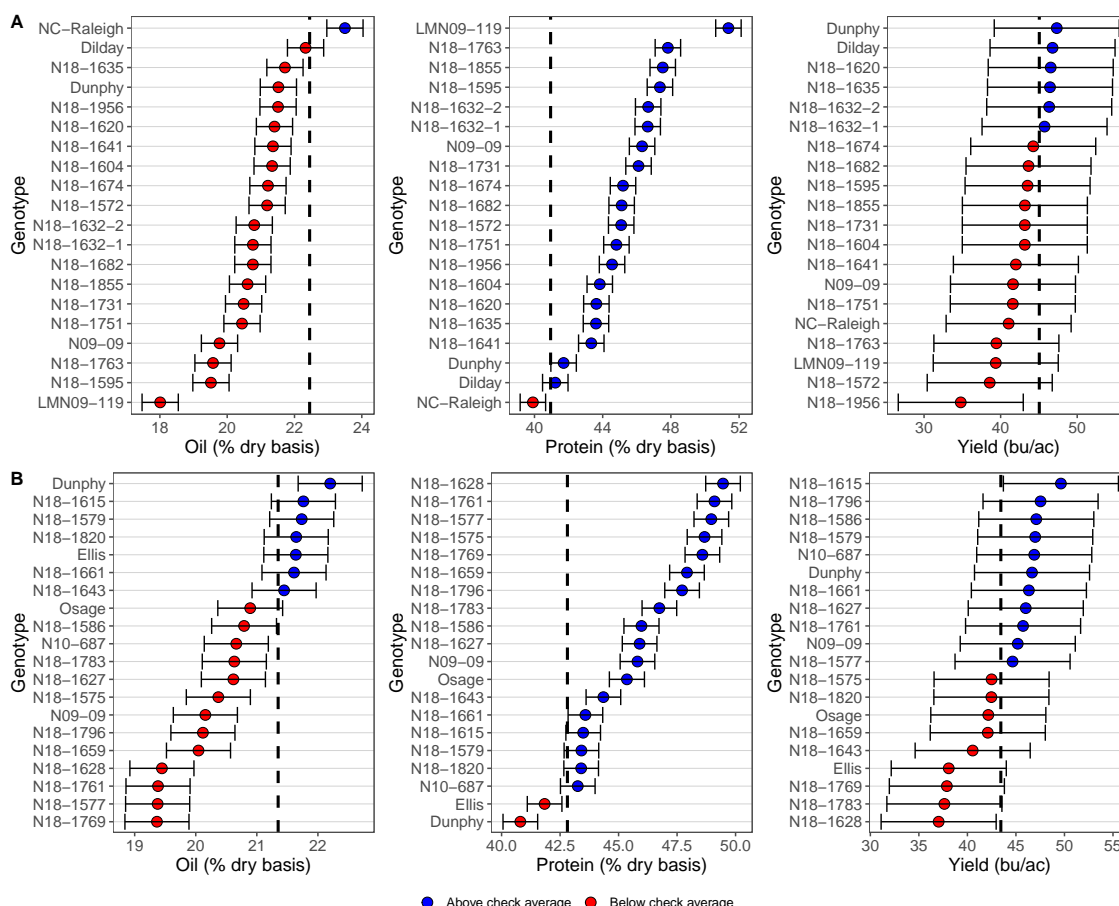 A
NC−Raleigh
Dilday
N18−1635
Dunphy
N18−1956
N18−1620
N18−1641
N18−1604
N18−1674
N18−1572
N18−1632−2
N18−1632−1
N18−1682
N18−1855
N18−1731
N18−1751
N09−09
N18−1763
N18−1595
LMN09−119
Genotype
18 20 22 24
Oil (% dry basis)
LMN09−119
N18−1763
N18−1855
N18−1595
N18−1632−2
N18−1632−1
N09−09
N18−1731
N18−1674
N18−1682
N18−1572
N18−1751
N18−1956
N18−1604
N18−1620
N18−1635
N18−1641
Dunphy
Dilday
NC−Raleigh
Genotype
40 44 48 52
Protein (% dry basis)
Dunphy
Dilday
N18−1620
N18−1635
N18−1632−2
N18−1632−1
N18−1674
N18−1682
N18−1595
N18−1855
N18−1731
N18−1604
N18−1641
N09−09
N18−1751
NC−Raleigh
N18−1763
LMN09−119
N18−1572
N18−1956
Genotype
30 40 50
Yield (bu/ac)
B
Dunphy
N18−1615
N18−1579
N18−1820
Ellis
N18−1661
N18−1643
Osage
N18−1586
N10−687
N18−1783
N18−1627
N18−1575
N09−09
N18−1796
N18−1659
N18−1628
N18−1761
N18−1577
N18−1769
Genotype
19 20 21 22
Oil (% dry basis)
N18−1628
N18−1761
N18−1577
N18−1575
N18−1769
N18−1659
N18−1796
N18−1783
N18−1586
N18−1627
N09−09
Osage
N18−1643
N18−1661
N18−1615
N18−1579
N18−1820
N10−687
Ellis
Dunphy
Genotype
40.0 42.5 45.0 47.5 50.0
Protein (% dry basis)
N18−1615
N18−1796
N18−1586
N18−1579
N10−687
Dunphy
N18−1661
N18−1627
N18−1761
N09−09
N18−1577
N18−1575
N18−1820
Osage
N18−1659
N18−1643
Ellis
N18−1769
N18−1783
N18−1628
Genotype
30 35 40 45 50 55
Yield (bu/ac)
Above check average Below check average